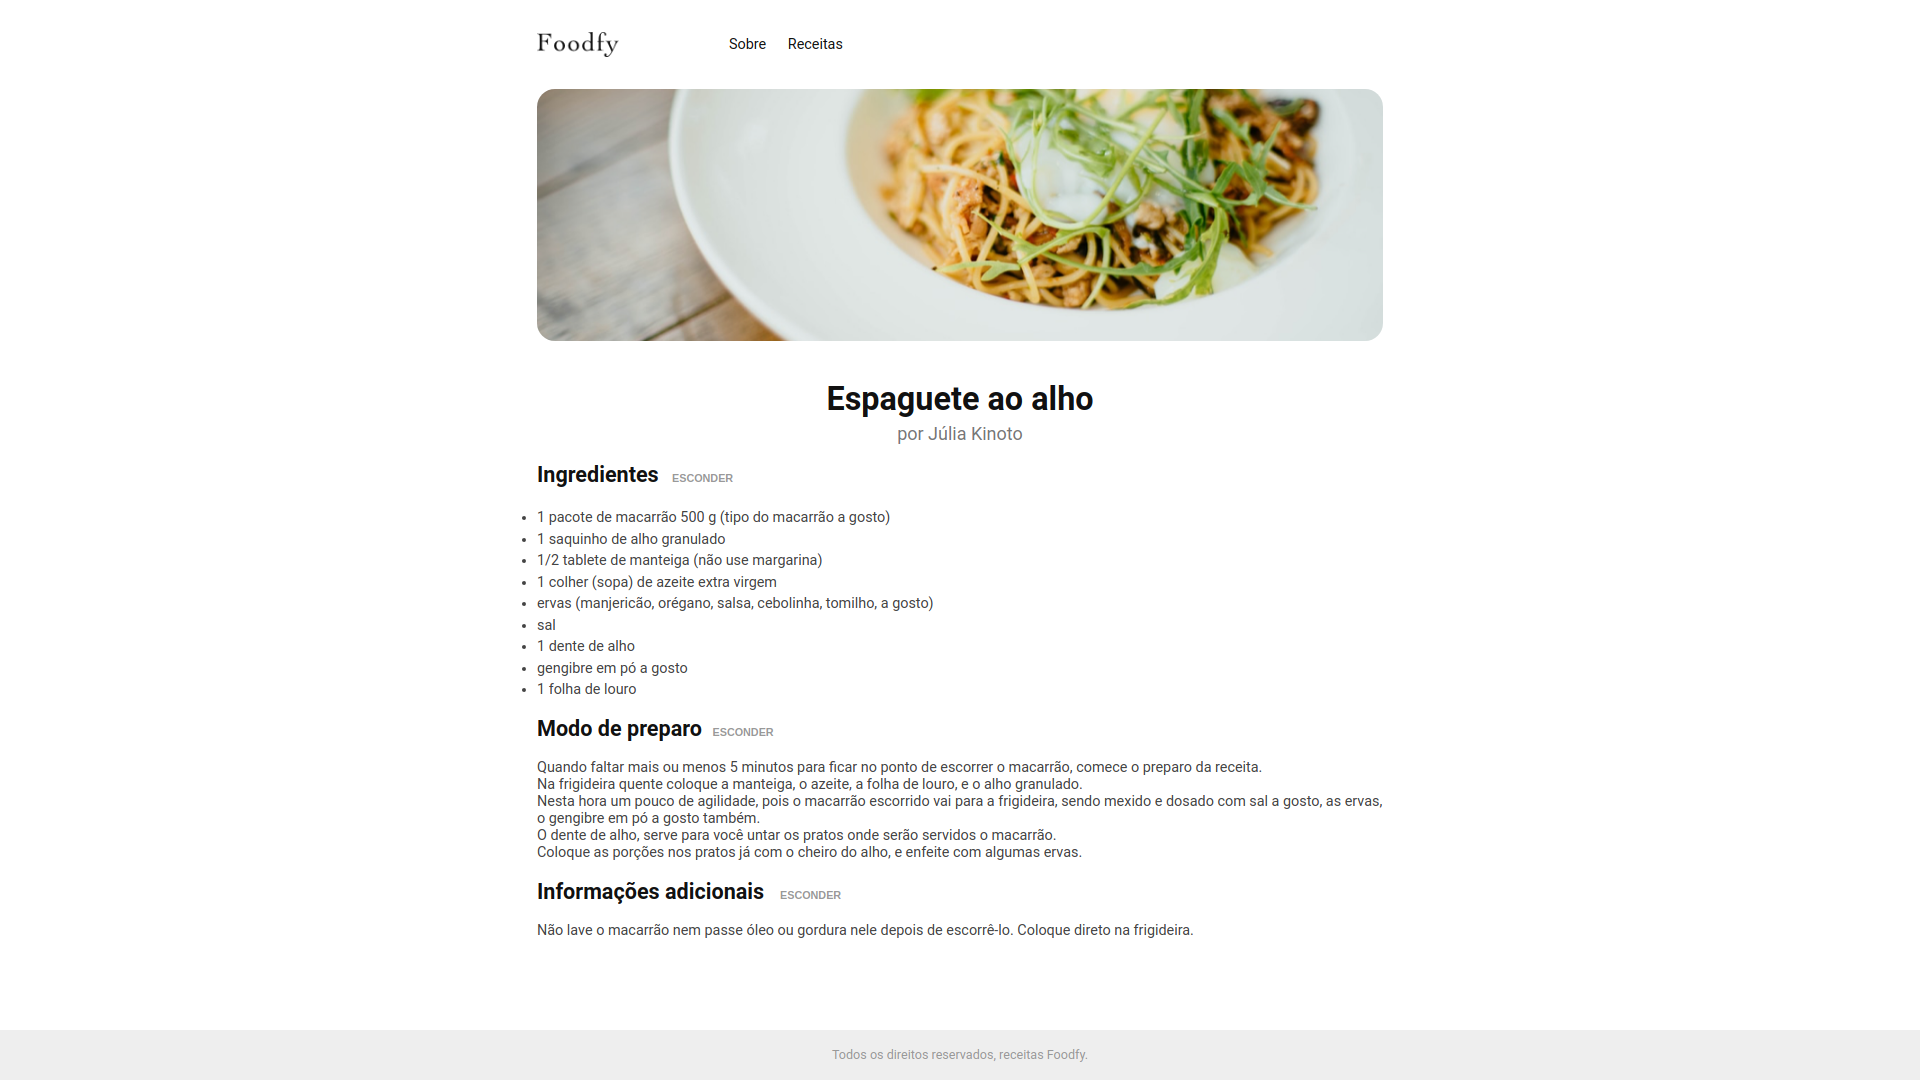 Foodfy
Sobre Receitas
Espaguete ao alho
por Júlia Kinoto
Ingredientes ESCONDER
• 1 pacote de macarrão 500 g (tipo do macarrão a gosto)
• 1 saquinho de alho granulado
• 1/2 tablete de manteiga (não use margarina)
• 1 colher (sopa) de azeite extra virgem
• ervas (manjericão, orégano, salsa, cebolinha, tomilho, a gosto)
• sal
• 1 dente de alho
• gengibre em pó a gosto
• 1 folha de louro
Modo de preparo ESCONDER
Quando faltar mais ou menos 5 minutos para ficar no ponto de escorrer o macarrão, comece o preparo da receita.
Na frigideira quente coloque a manteiga, o azeite, a folha de louro, e o alho granulado.
Nesta hora um pouco de agilidade, pois o macarrão escorrido vai para a frigideira, sendo mexido e dosado com sal a gosto, as ervas,
o gengibre em pó a gosto também.
O dente de alho, serve para você untar os pratos onde serão servidos o macarrão.
Coloque as porções nos pratos já com o cheiro do alho, e enfeite com algumas ervas.
Informações adicionais ESCONDER
Não lave o macarrão nem passe óleo ou gordura nele depois de escorrê-lo. Coloque direto na frigideira.
Todos os direitos reservados, receitas Foodfy.